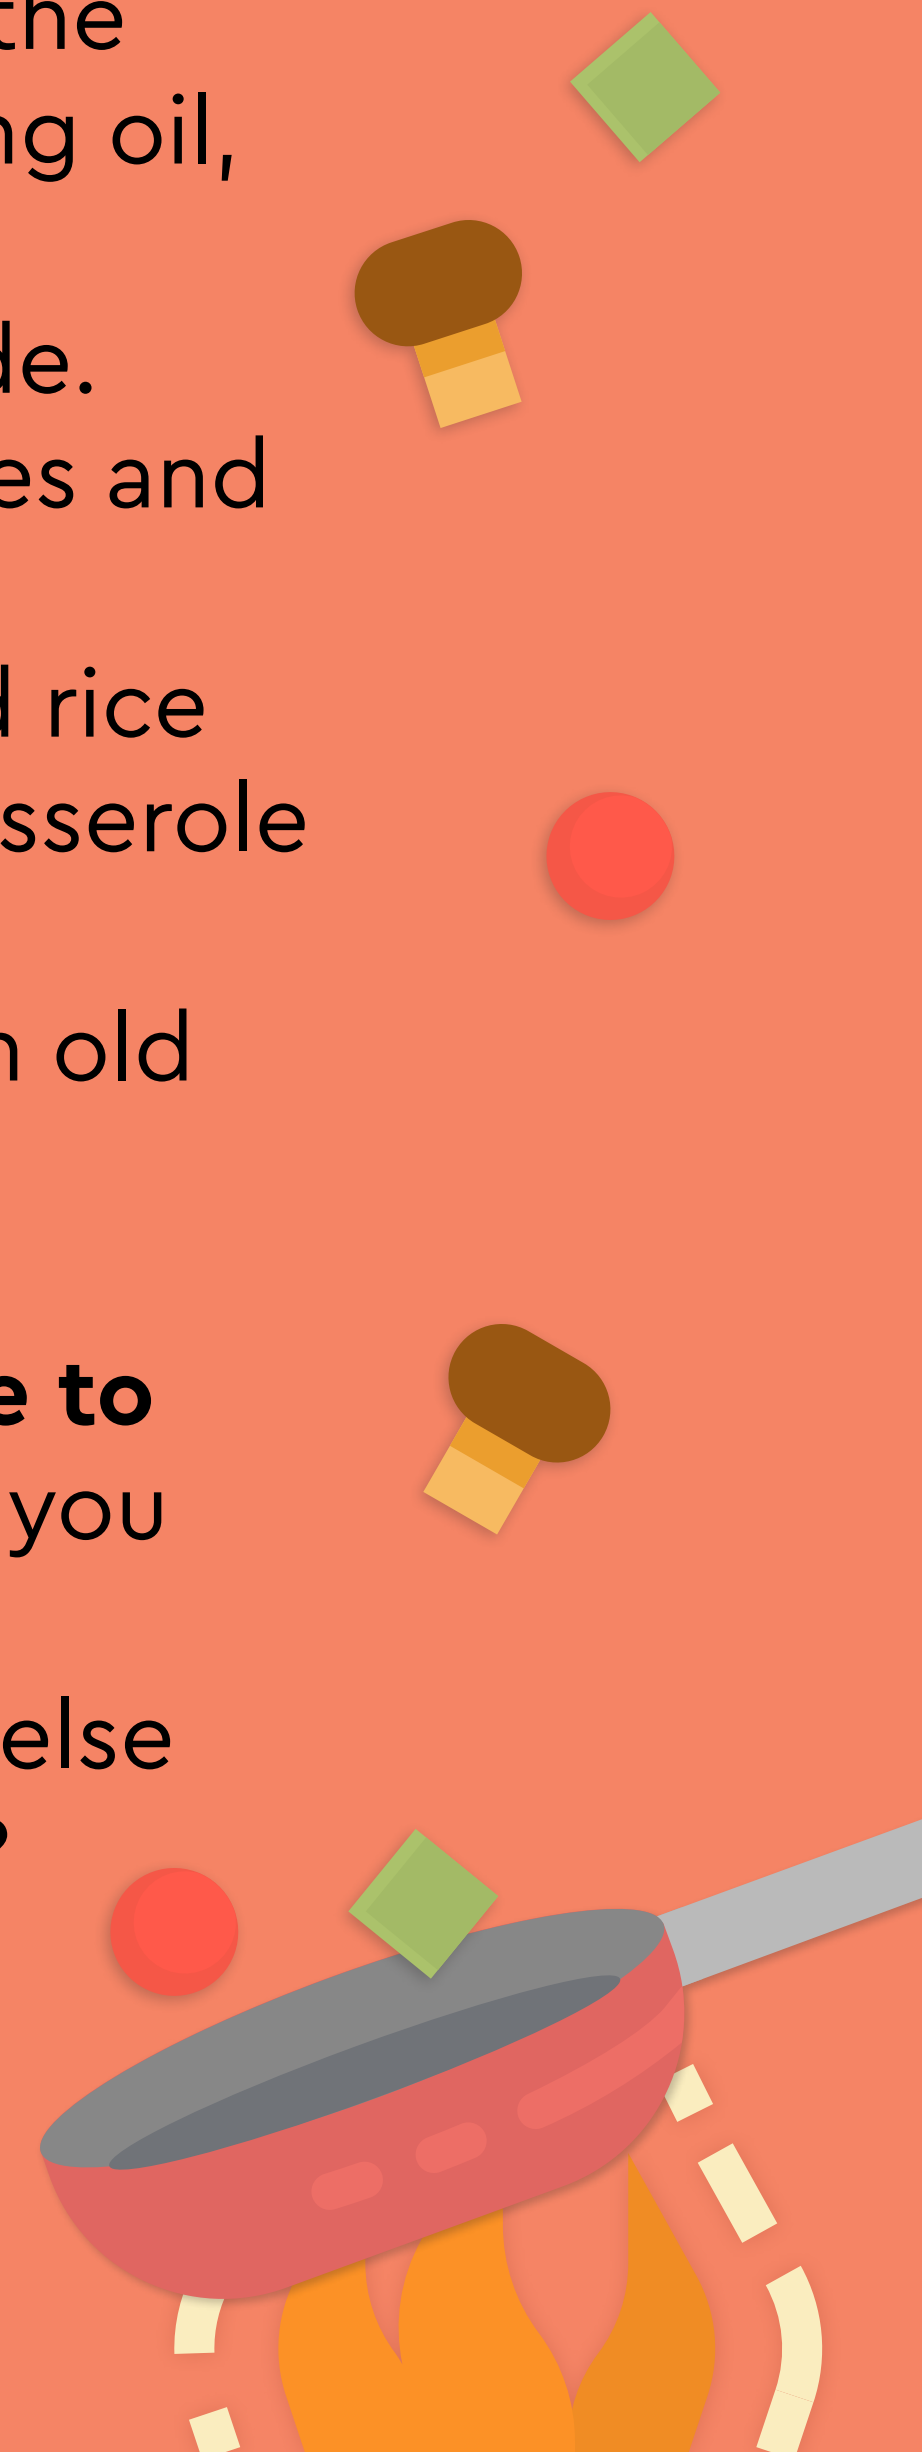 the
ng oil,
de.
es and
d rice
sserole
n old
e to
you
else
?